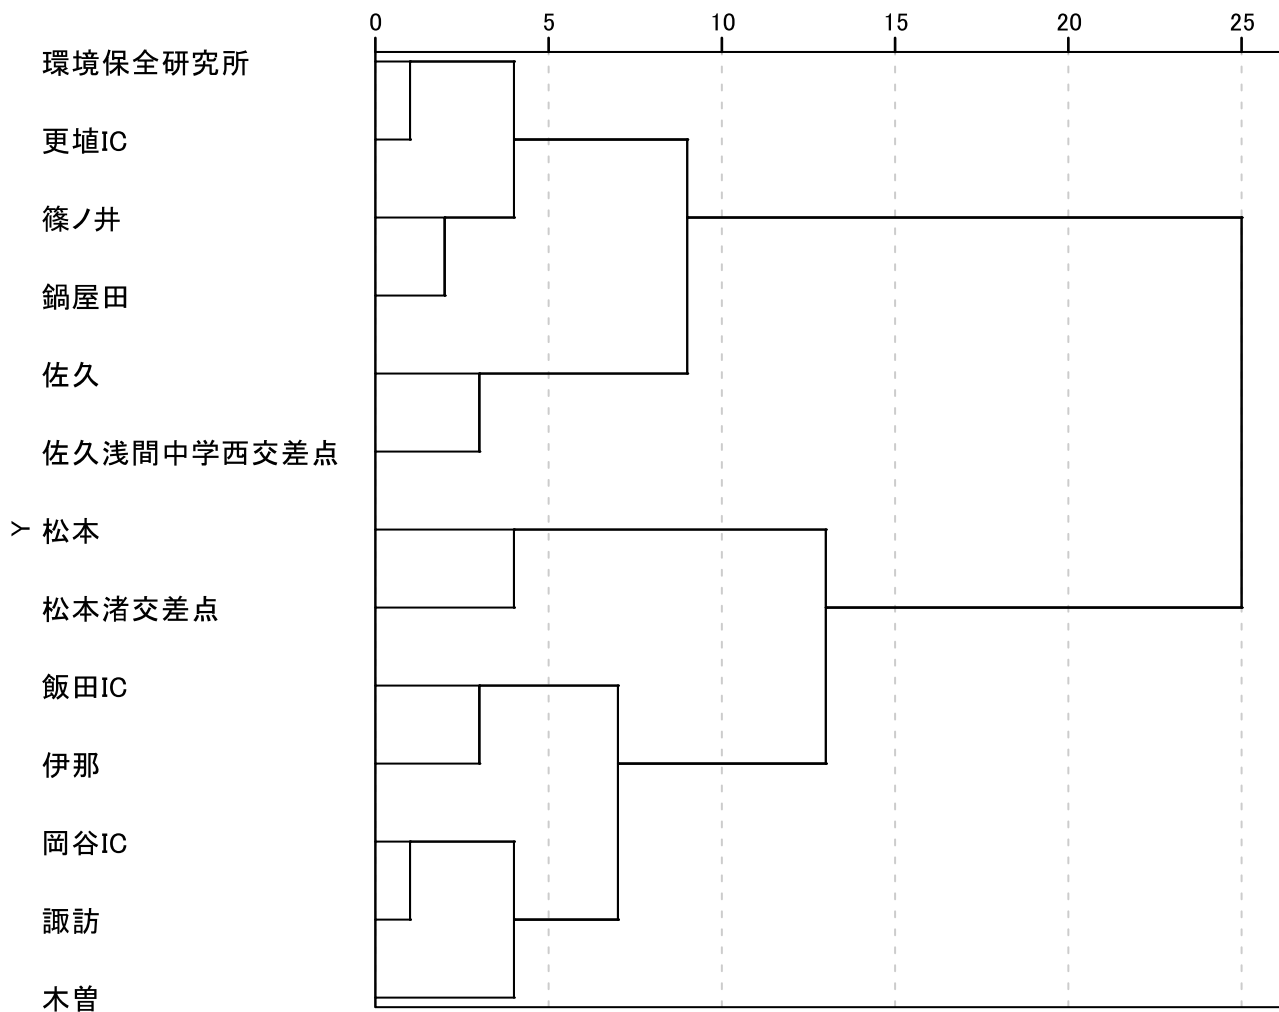 0 5 10 15 20 25
環境保全研究所
更埴IC
篠ノ井
鍋屋田
佐久
佐久浅間中学西交差点
Y
松本
松本渚交差点
飯田IC
伊那
岡谷IC
諏訪
木曽